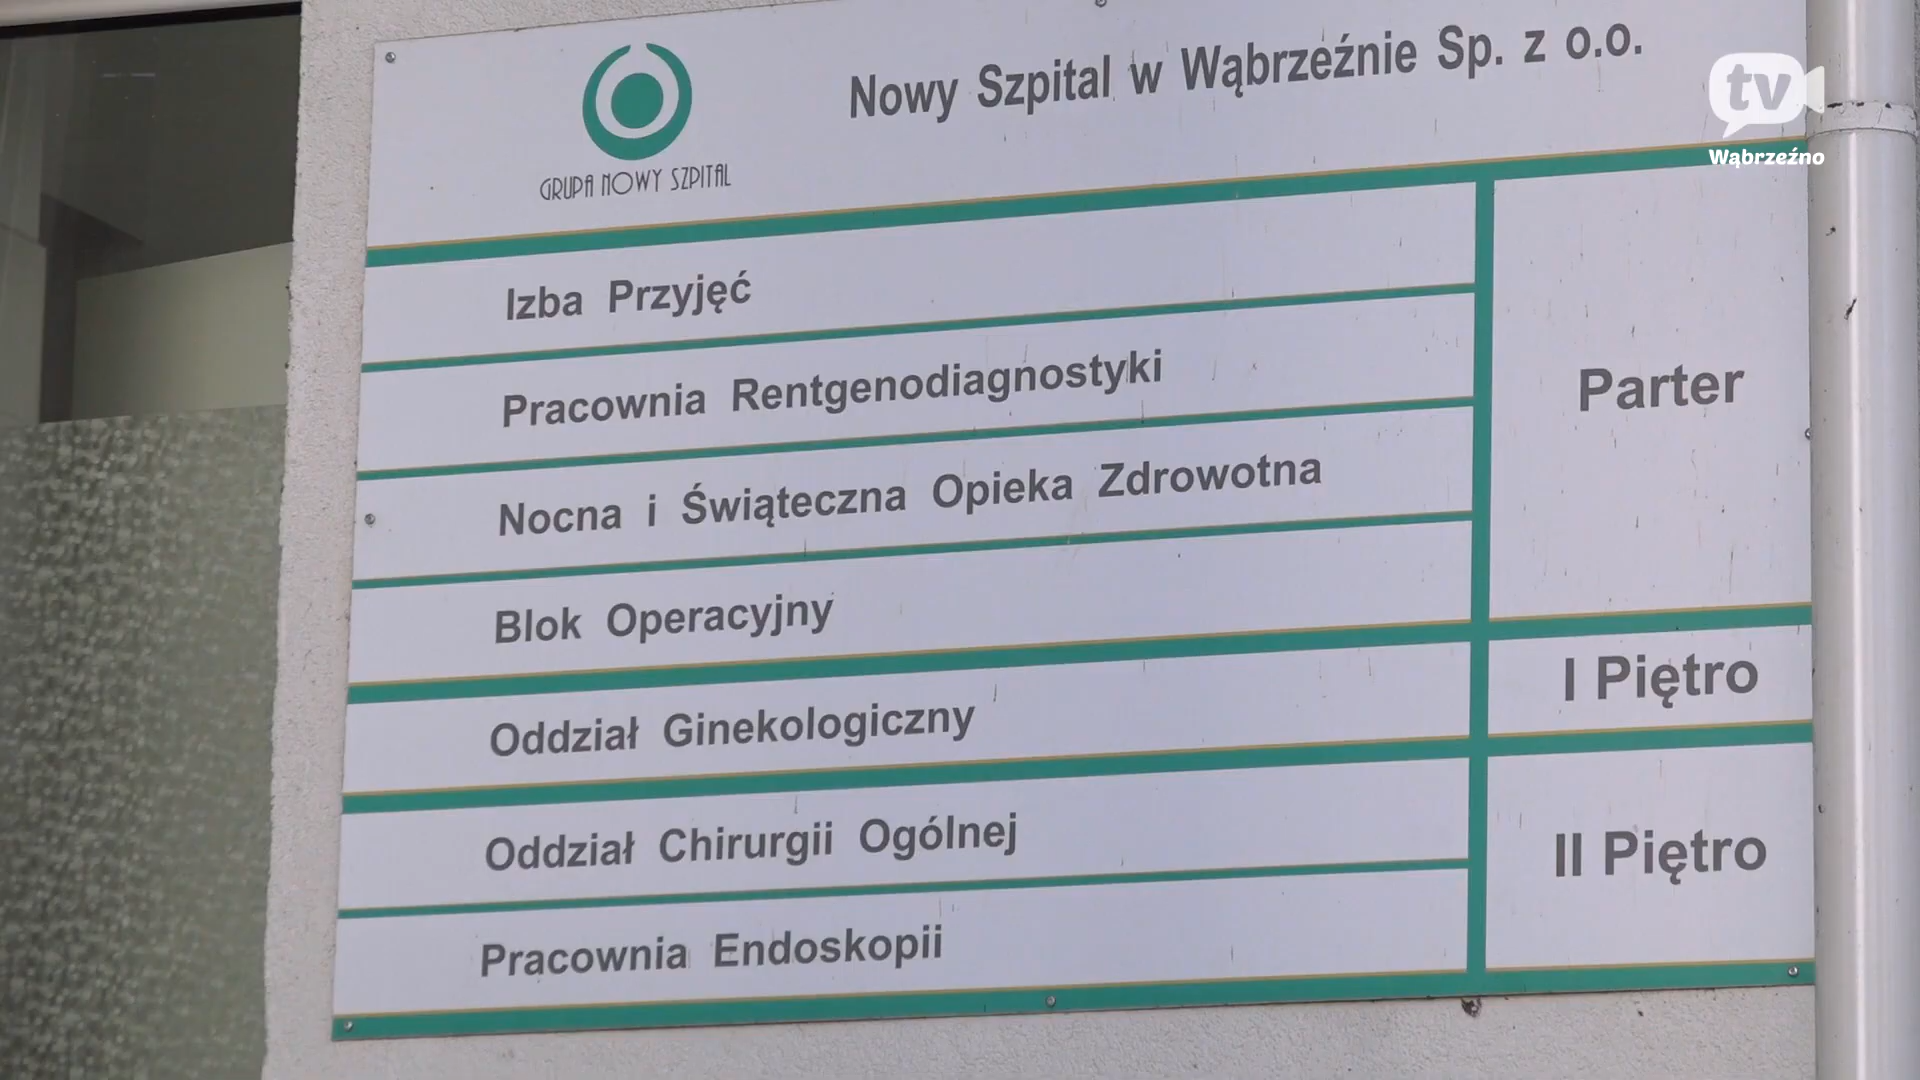 GRUPA NOWY SZPITAL
Nowy Szpital w Wąbrzeźnie Sp. z o.o.
tv
Wąbrzeźno
Izba Przyjęć
Pracownia Rentgenodiagnostyki
Nocna i Świąteczna Opieka Zdrowotna
Blok Operacyjny
Parter
Oddział Ginekologiczny
I Piętro
Oddział Chirurgii Ogólnej
Pracownia Endoskopii
II Piętro